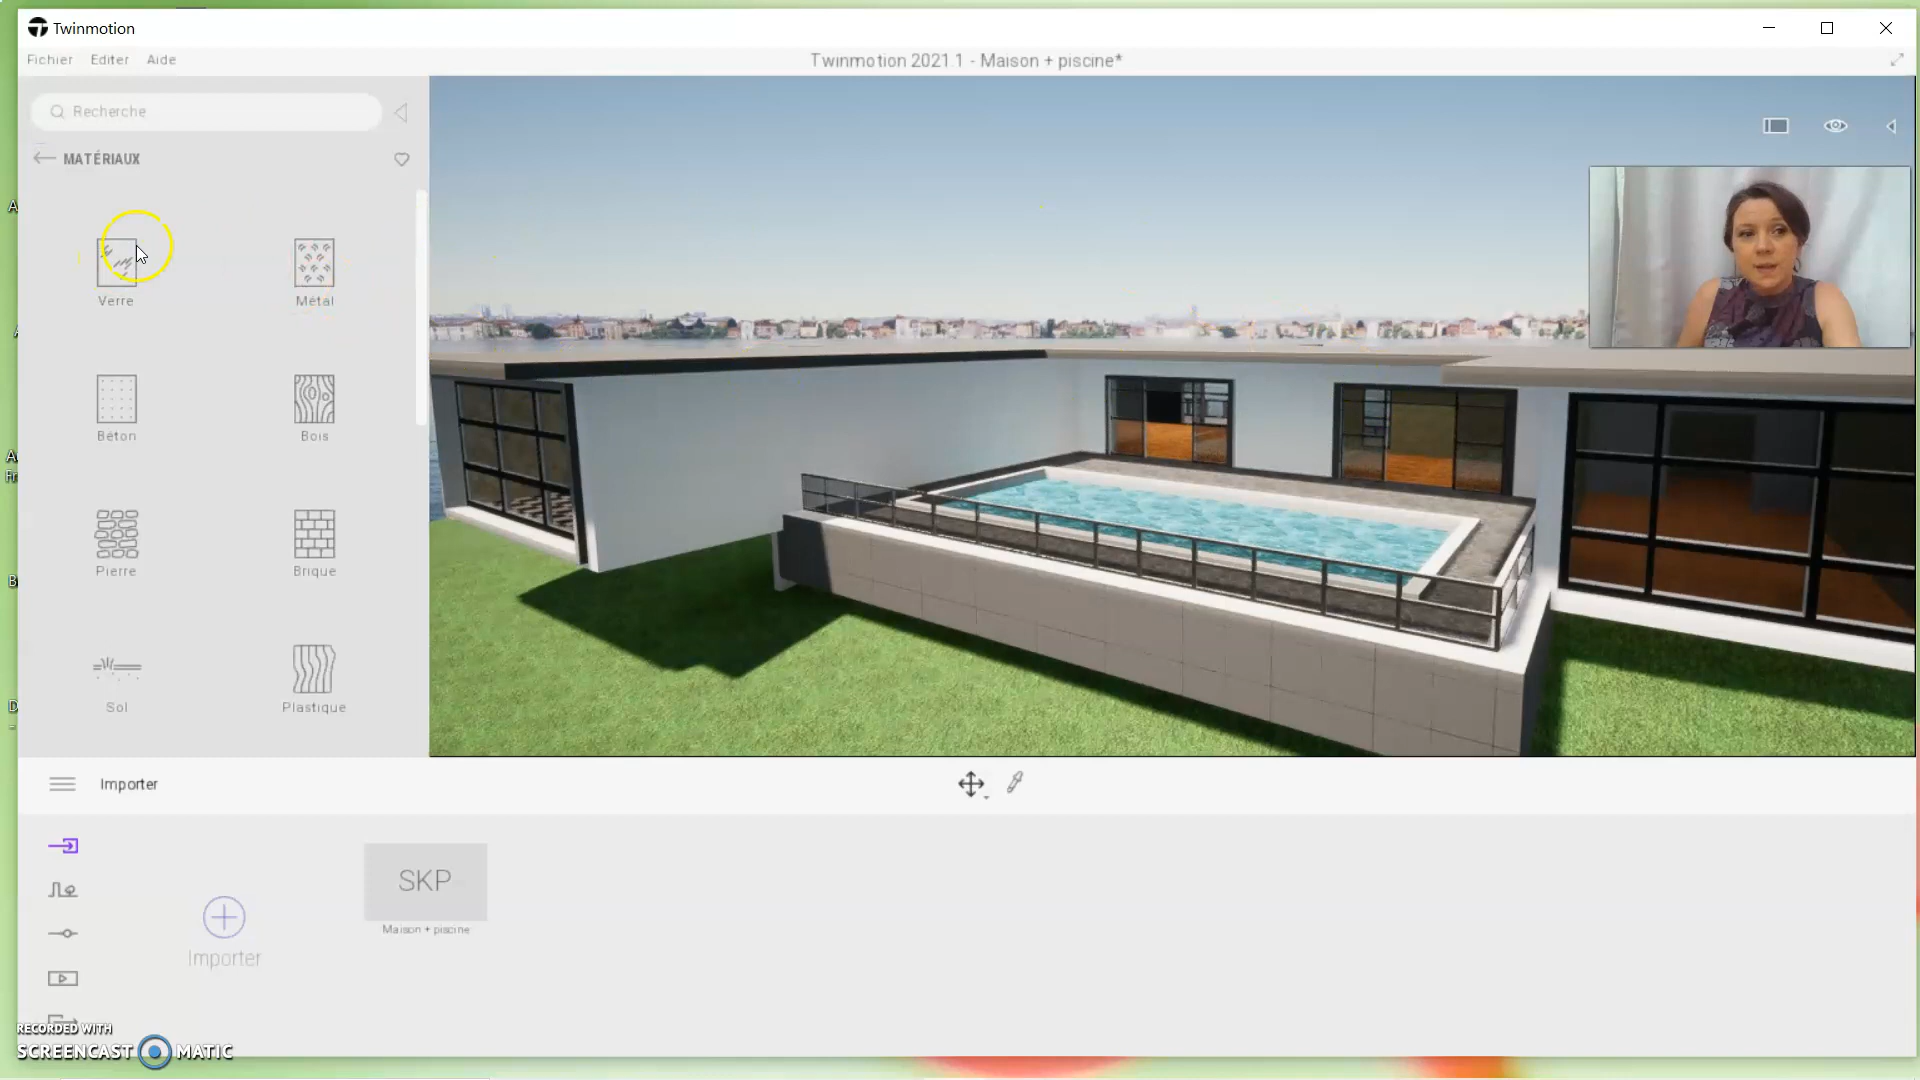 Twinmotion
Fichier Editer Aide
Twinmotion 2021.1 - Maison + piscine*
Recherche
MATÉRIAUX
Verre
Métal
Béton
Bois
Pierre
Brique
Sol
Plastique
Importer
SKP
Maison + piscine
Importer
RECORDED WITH
SCREENCAST MATIC